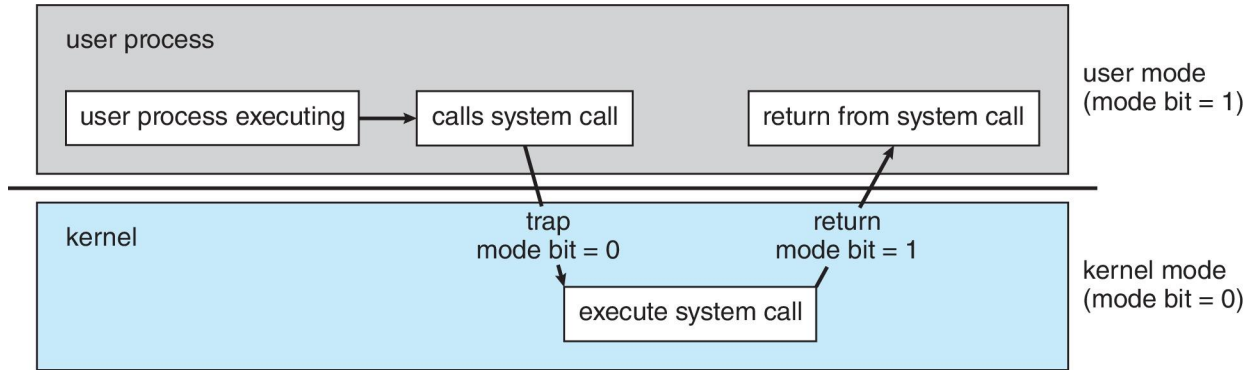 user process
user process executing
calls system call
return from system call
user mode
(mode bit = 1)
kernel
trap
mode bit = 0
return
mode bit = 1
execute system call
kernel mode
(mode bit = 0)